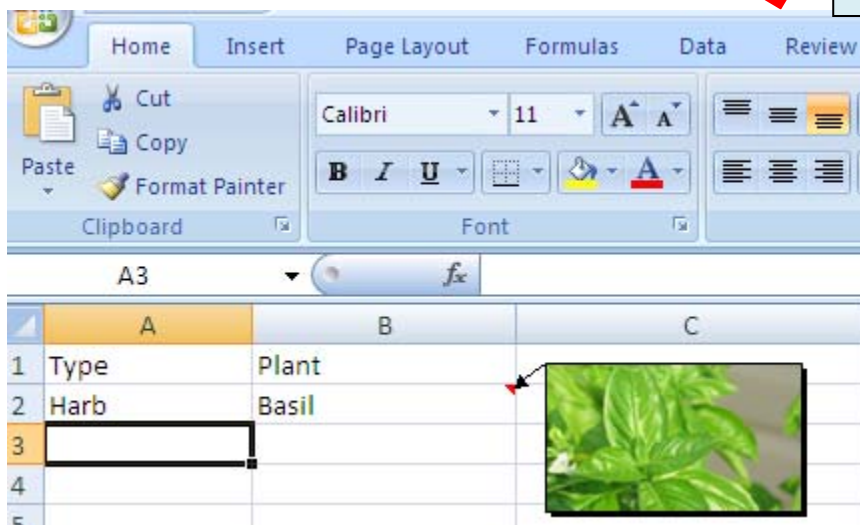 Home Insert Page Layout Formulas Data Review
Cut
Calibri 11 A A
Copy
Paste
Format Painter
B I U A
Clipboard Font
A3 fx
A B C
1 Type Plant
2 Harb Basil
3
4
5